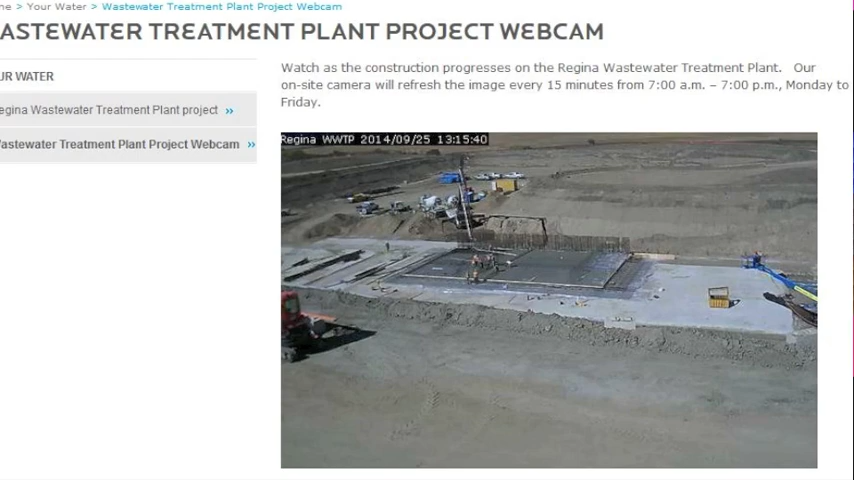 me > Your Water > Wastewater Treatment Plant Project Webcam
ASTEWATER TREATMENT PLANT PROJECT WEBCAM
UR WATER
egina Wastewater Treatment Plant project »
astewater Treatment Plant Project Webcam »
Watch as the construction progresses on the Regina Wastewater Treatment Plant. Our
on-site camera will refresh the image every 15 minutes from 7:00 a.m. – 7:00 p.m., Monday to
Friday.
Regina WWTP 2014/09/25 13:15:40